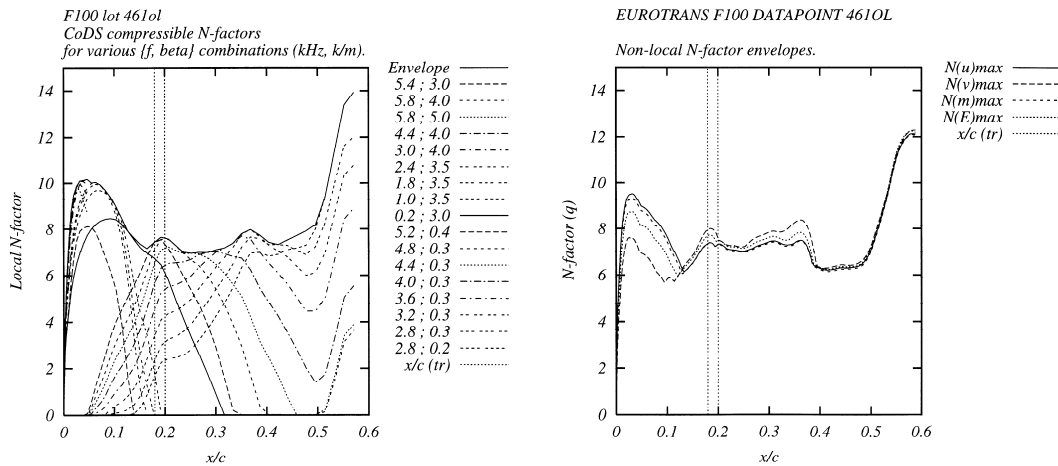 F100 lot 461ol
CoDS compressible N-factors
for various {f, beta} combinations (kHz, k/m).
Envelope
5.4 ; 3.0
5.8 ; 4.0
5.8 ; 5.0
4.4 ; 4.0
3.0 ; 4.0
2.4 ; 3.5
1.8 ; 3.5
1.0 ; 3.5
0.2 ; 3.0
5.2 ; 0.4
4.8 ; 0.3
4.4 ; 0.3
4.0 ; 0.3
3.6 ; 0.3
3.2 ; 0.3
2.8 ; 0.3
2.8 ; 0.2
x/c (tr)
Local N-factor
14
12
10
8
6
4
2
0
0 0.1 0.2 0.3 0.4 0.5 0.6
x/c
EUROTRANS F100 DATAPOINT 461OL
Non-local N-factor envelopes.
N(u)max
N(v)max
N(m)max
N(E)max
x/c (tr)
N-factor (q)
14
12
10
8
6
4
2
0
0 0.1 0.2 0.3 0.4 0.5 0.6
x/c